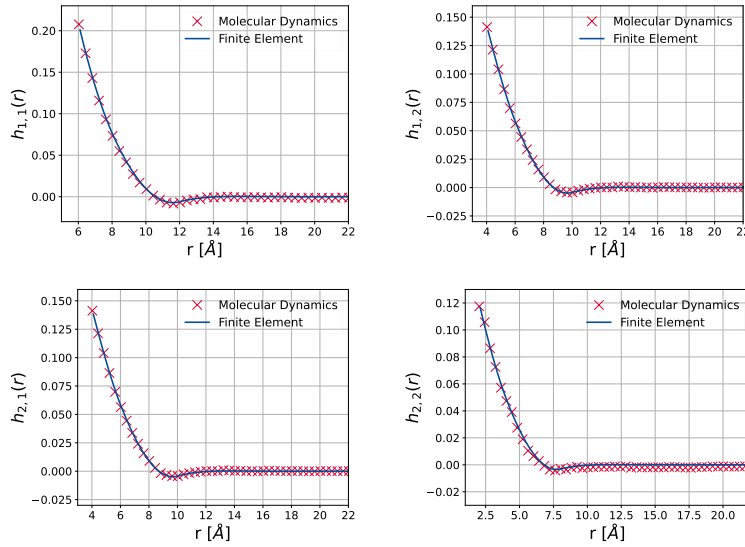 0.20
0.15
0.10
0.05
0.00
h1,1(r)
Molecular Dynamics
Finite Element
6 8 10 12 14 16 18 20 22
r [Å]
0.150
0.125
0.100
0.075
0.050
0.025
0.000
−0.025
h1,2(r)
Molecular Dynamics
Finite Element
4 6 8 10 12 14 16 18 20 22
r [Å]
0.150
0.125
0.100
0.075
0.050
0.025
0.000
−0.025
h2,1(r)
Molecular Dynamics
Finite Element
4 6 8 10 12 14 16 18 20 22
r [Å]
0.12
0.10
0.08
0.06
0.04
0.02
0.00
−0.02
h2,2(r)
Molecular Dynamics
Finite Element
2.5 5.0 7.5 10.0 12.5 15.0 17.5 20.0
r [Å]